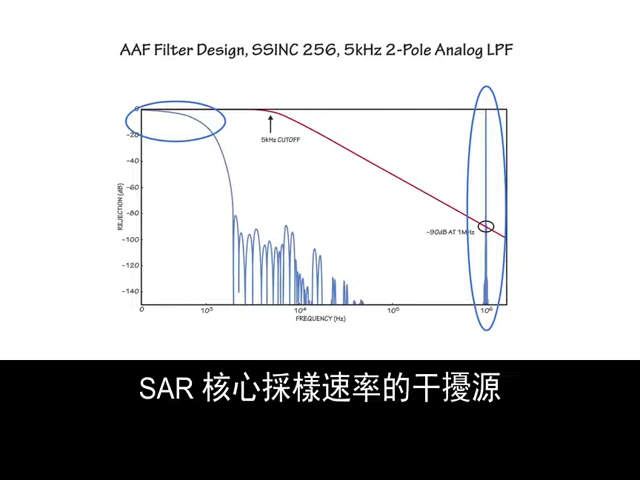 AAF Filter Design, SSINC 256, 5kHz 2-Pole Analog LPF
0
-20
-40
-60
-80
-100
-120
-140
REJECTION (dB)
5kHz CUTOFF
~90dB AT 1MHz
0
10³
10⁴
10⁵
10⁶
FREQUENCY (Hz)
SAR 核心採樣速率的干擾源